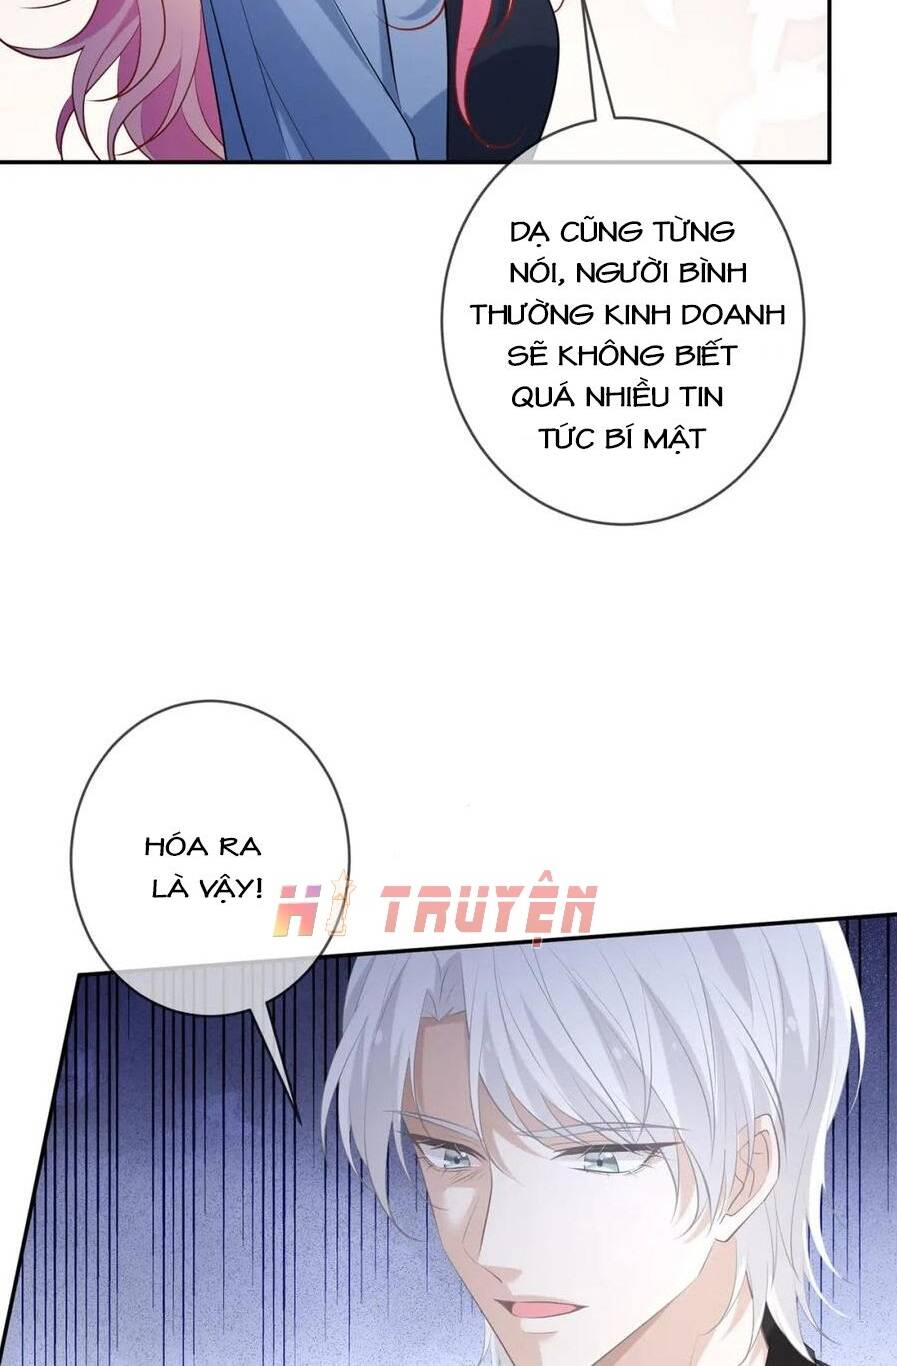 DẠ CŨNG TỪNG
NÓI, NGƯỜI BÌNH
THƯỜNG KINH DOANH
SẼ KHÔNG BIẾT
QUÁ NHIỀU TIN
TỨC BÍ MẬT
HÓA RA
LÀ VẬY!
HI TRUYỆN